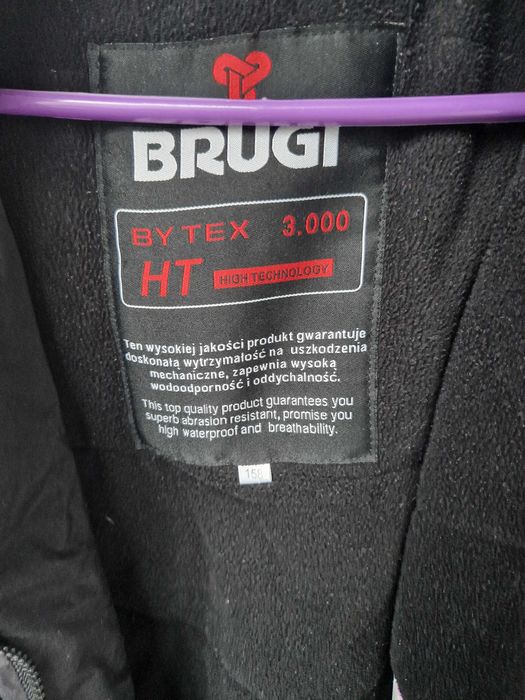 BRUGI
BY TEX 3.000
HT HIGH TECHNOLOGY
Ten wysokiej jakości produkt gwarantuje
doskonałą wytrzymałość na uszkodzenia
mechaniczne, zapewnia wysoką
wodoodporność i oddychalność.
This top quality product guarantees you
superb abrasion resistant, promise you
high waterproof and breathability.
158